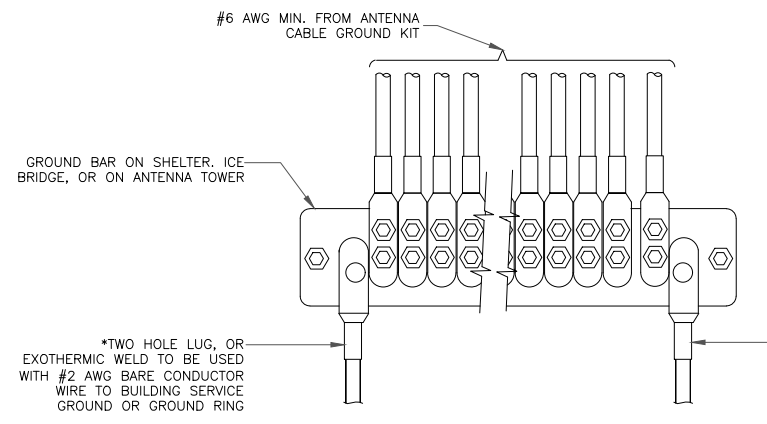 #6 AWG MIN. FROM ANTENNA
CABLE GROUND KIT
GROUND BAR ON SHELTER. ICE
BRIDGE, OR ON ANTENNA TOWER
*TWO HOLE LUG, OR
EXOTHERMIC WELD TO BE USED
WITH #2 AWG BARE CONDUCTOR
WIRE TO BUILDING SERVICE
GROUND OR GROUND RING